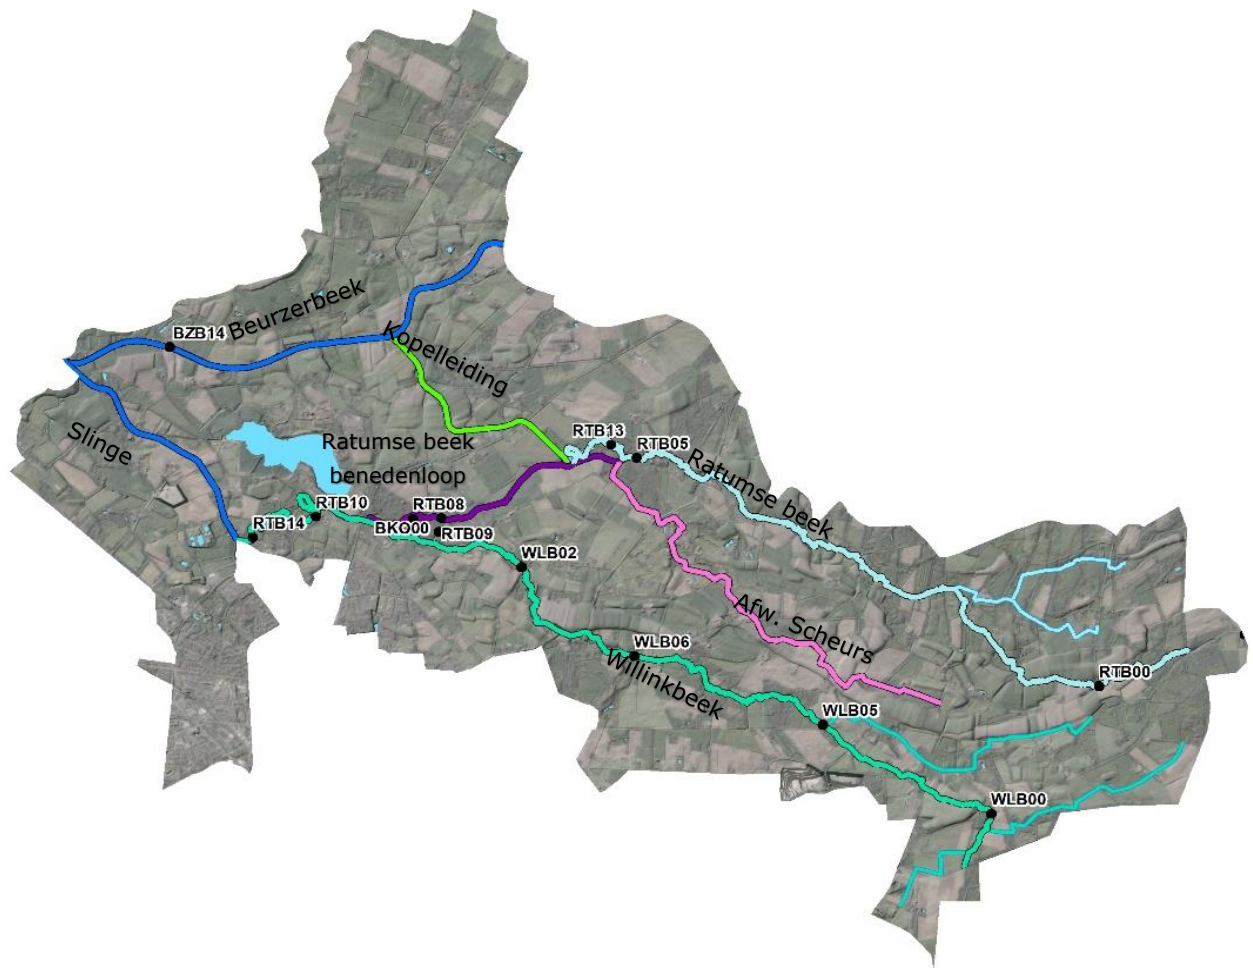 BZB14
Beurzerbeek
Kopelleiding
Slinge
Ratumse beek
benedenloop
RTB13
RTB05
Ratumse beek
RTB10
RTB08
RTB14
BKO00
RTB09
WLB02
Afw. Scheurs
WLB06
Willinkbeek
RTB00
WLB05
WLB00